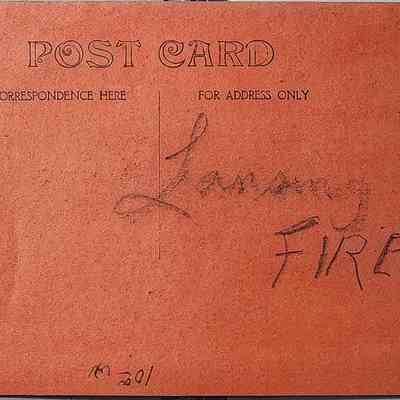 POST CARD
ORRESPONDENCE HERE FOR ADDRESS ONLY
Lansing
FIRE